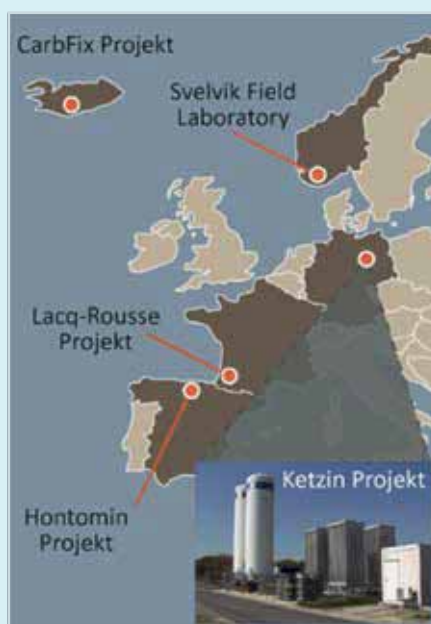 CarbFix Projekt
Svelvik Field
Laboratory
Lacq-Rousse
Projekt
Ketzin Projekt
Hontomin
Projekt